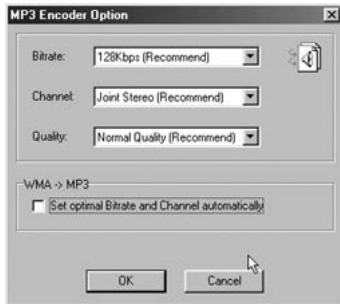 MP3 Encoder Option
Bitrate: 128Kbps (Recommend)
Channel: Joint Stereo (Recommend)
Quality: Normal Quality (Recommend)
WMA -> MP3
Set optimal Bitrate and Channel automatically
OK Cancel